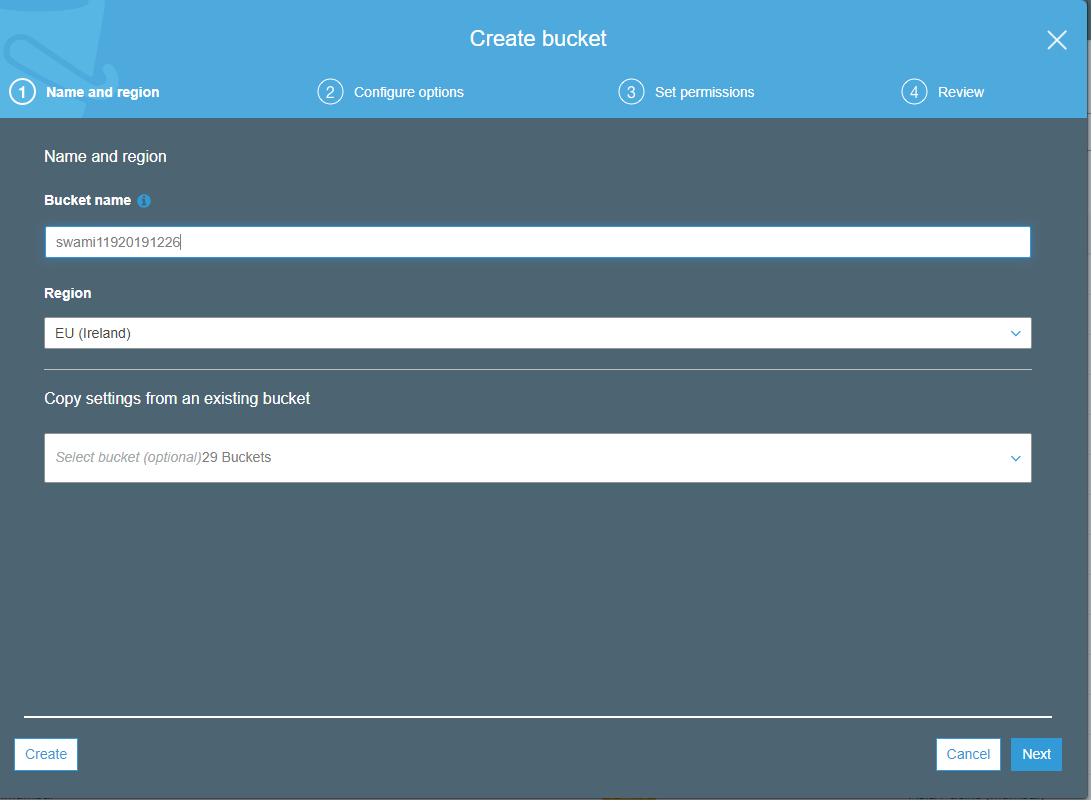 Create bucket
1 Name and region 2 Configure options 3 Set permissions 4 Review
Name and region
Bucket name
swami11920191226
Region
EU (Ireland)
Copy settings from an existing bucket
Select bucket (optional)29 Buckets
Create Cancel Next